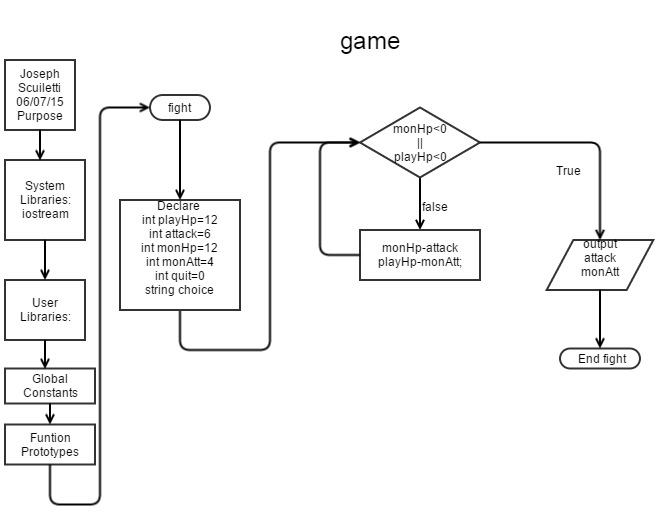 game
Joseph
Scuiletti
06/07/15
Purpose
System
Libraries:
iostream
User
Libraries:
Global
Constants
Funtion
Prototypes
fight
Declare
int playHp=12
int attack=6
int monHp=12
int monAtt=4
int quit=0
string choice
monHp<0
||
playHp<0
false
monHp-attack
playHp-monAtt;
True
output
attack
monAtt
End fight